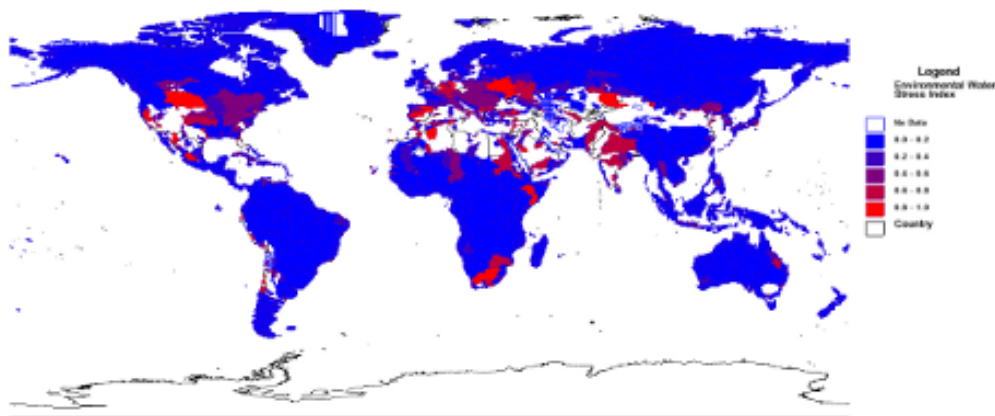 Legend
Environmental Water
Stress Index
No Data
0.0 - 0.2
0.2 - 0.4
0.4 - 0.6
0.6 - 0.8
0.8 - 1.0
Country